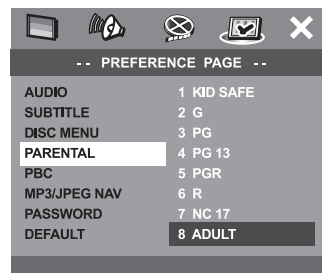 -- PREFERENCE PAGE --
AUDIO 1 KID SAFE
SUBTITLE 2 G
DISC MENU 3 PG
PARENTAL 4 PG 13
PBC 5 PGR
MP3/JPEG NAV 6 R
PASSWORD 7 NC 17
DEFAULT 8 ADULT